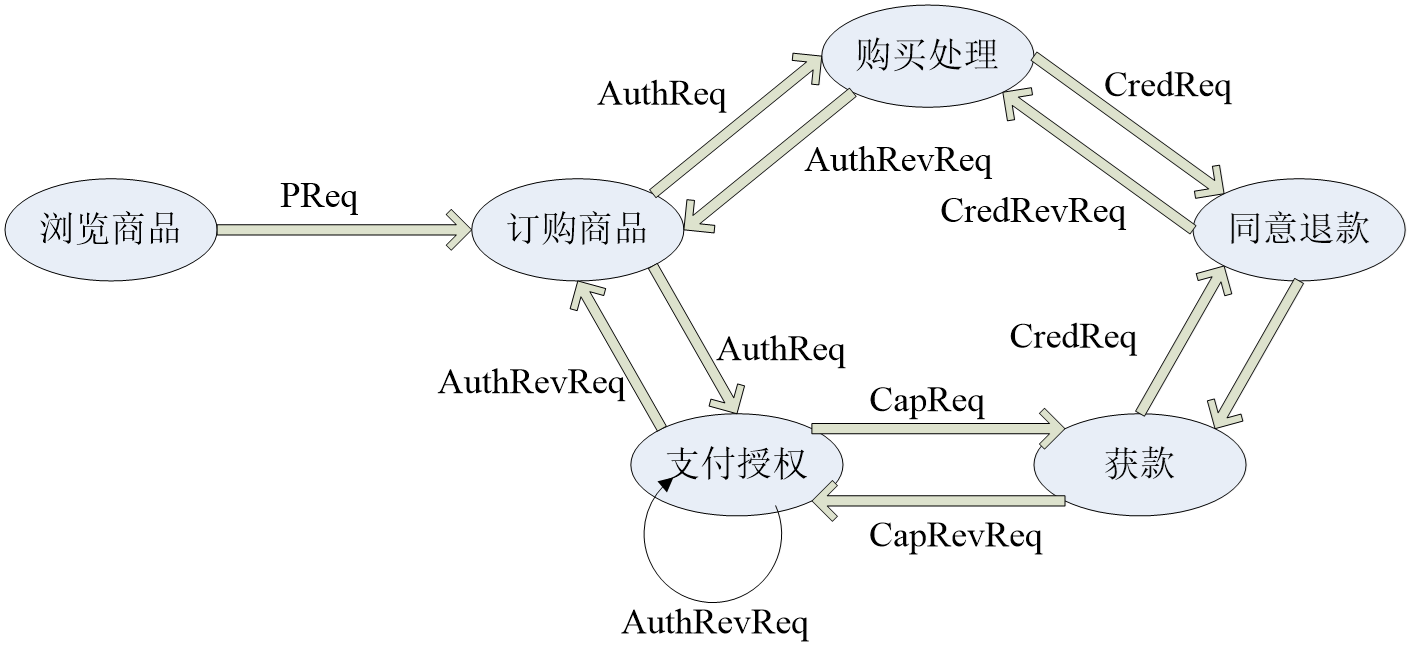 购买处理
AuthReq
CredReq
AuthRevReq
PReq
CredRevReq
浏览商品
订购商品
同意退款
CredReq
AuthReq
AuthRevReq
CapReq
支付授权
获款
CapRevReq
AuthRevReq